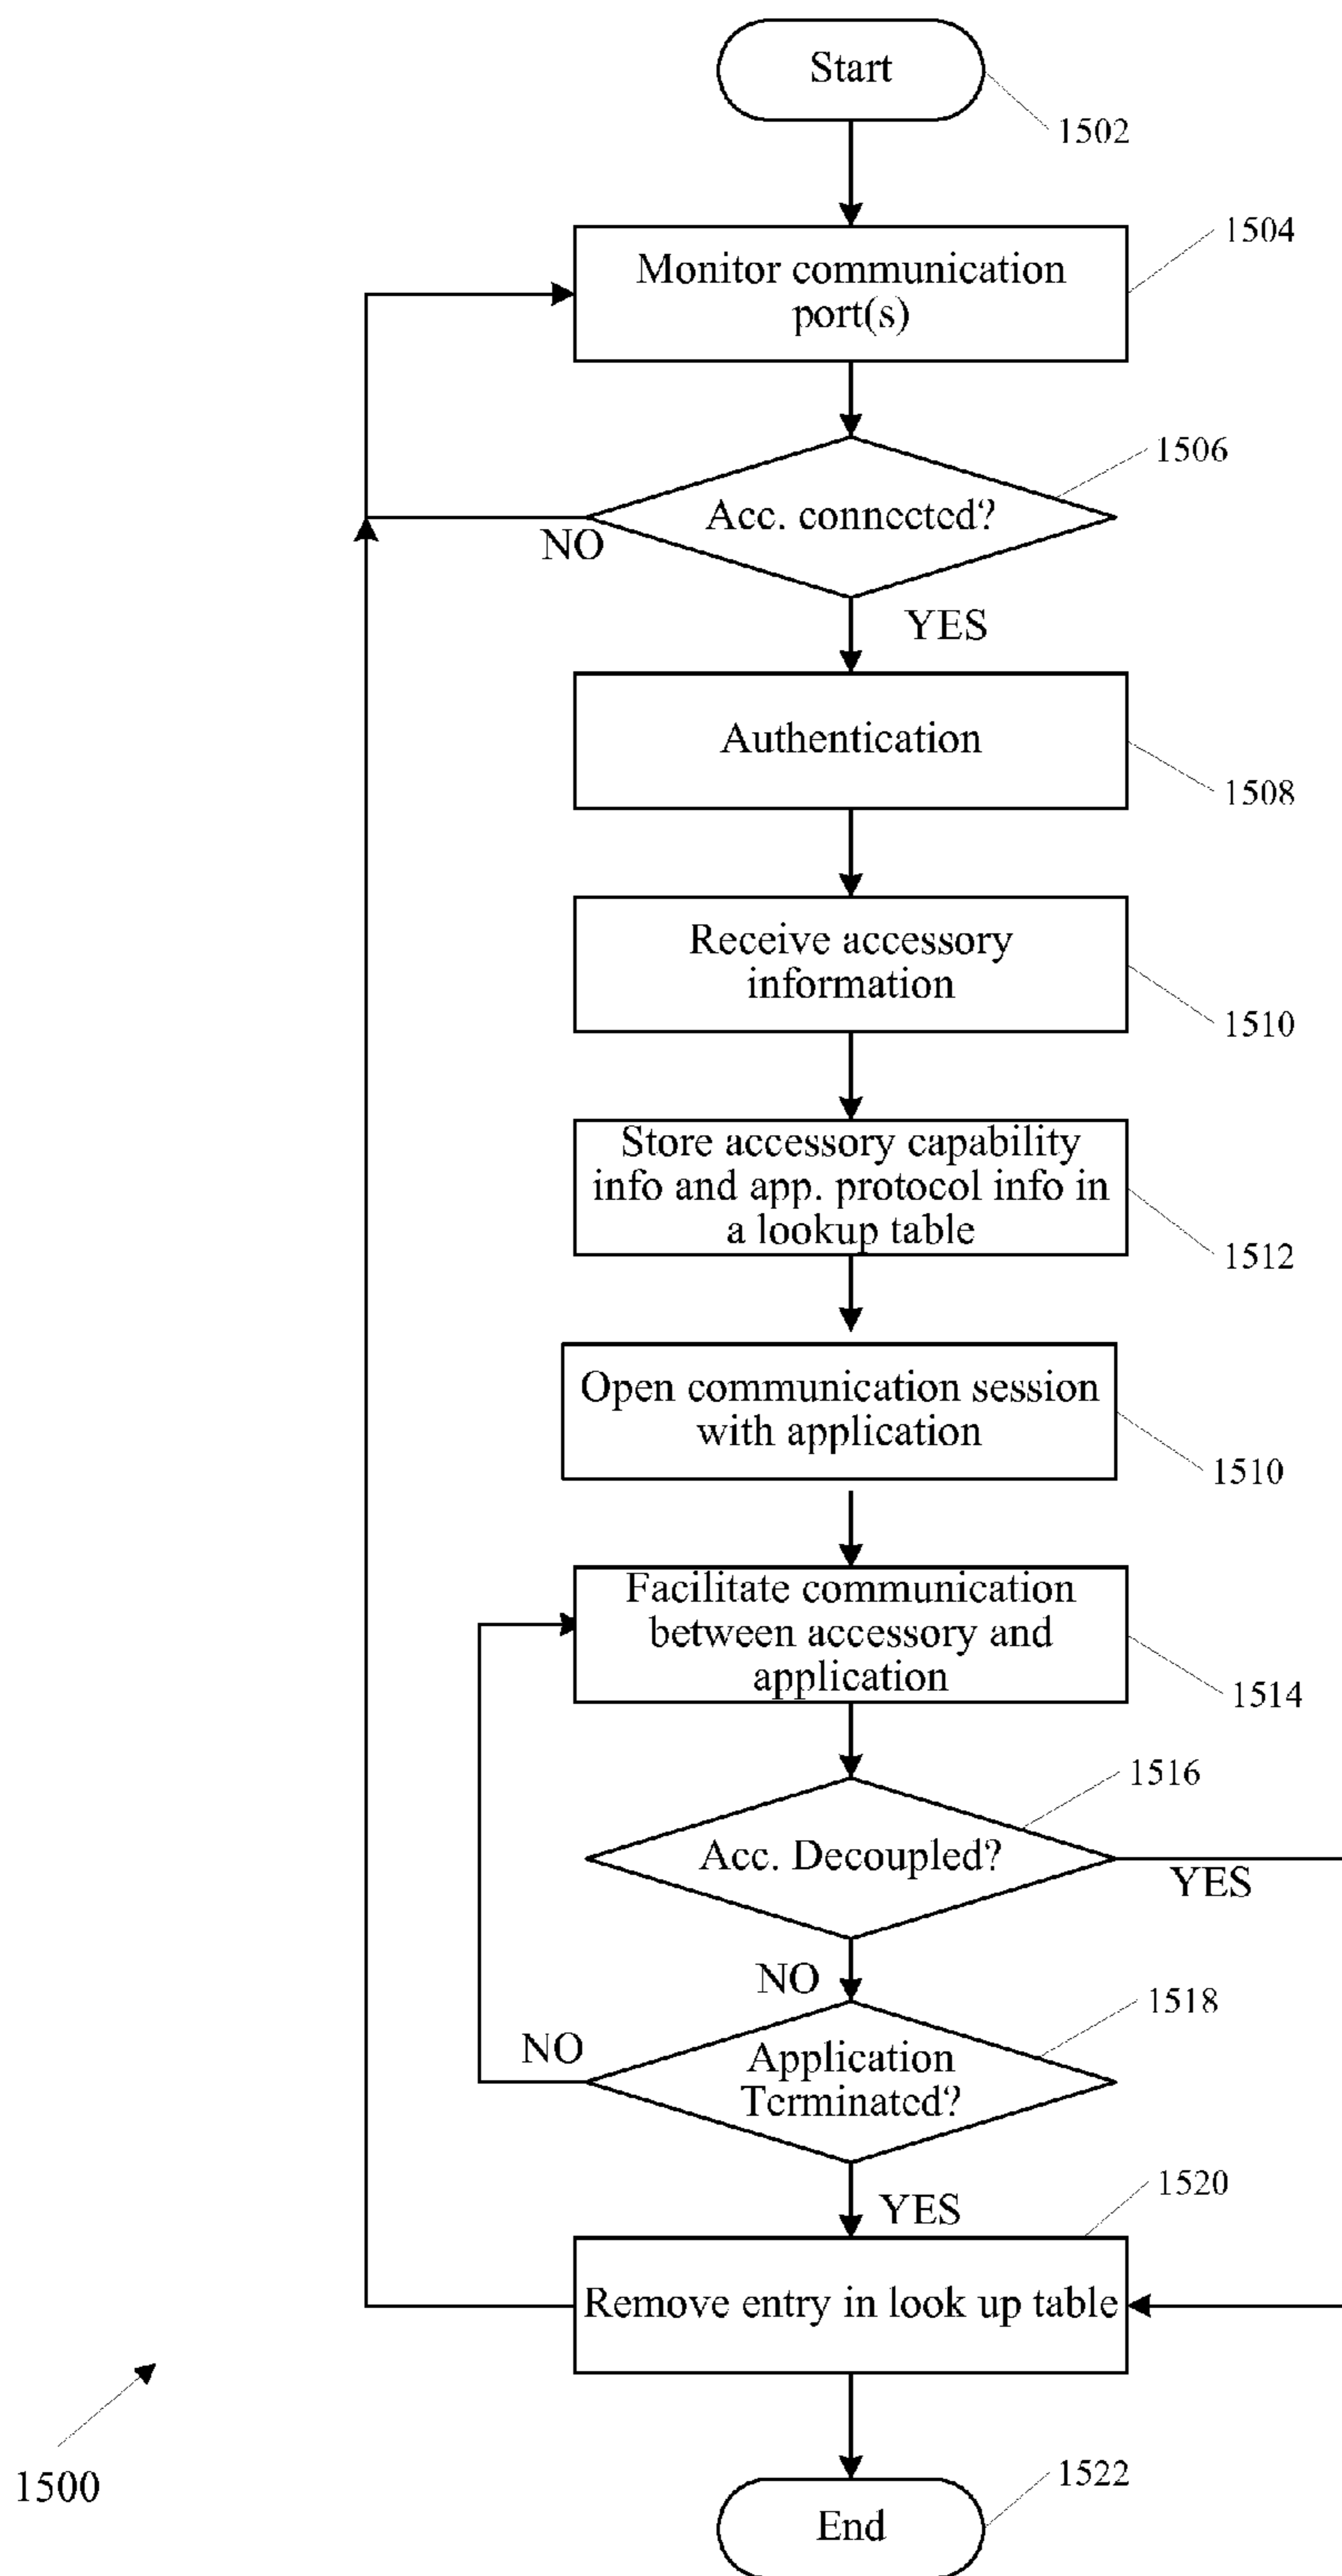 Start
1502
1504
Monitor communication
port(s)
1506
Acc. connected?
NO
YES
Authentication
1508
Receive accessory
information
1510
Store accessory capability
info and app. protocol info in
a lookup table
1512
Open communication session
with application
1510
Facilitate communication
between accessory and
application
1514
1516
Acc. Decoupled?
YES
NO
1518
NO
Application
Terminated?
1520
YES
Remove entry in look up table
1500
1522
End